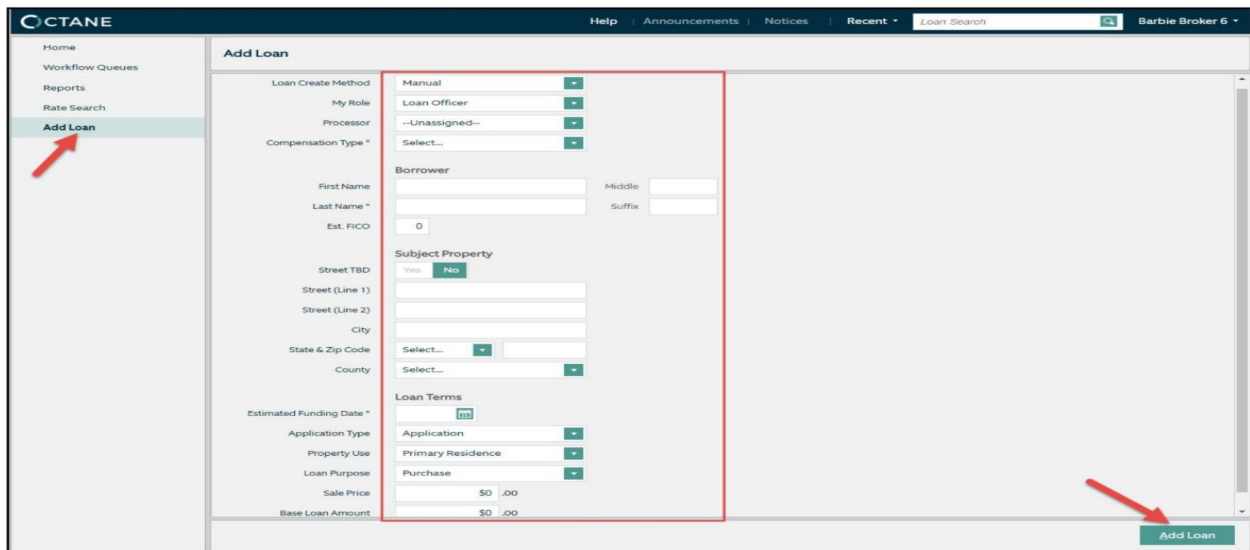 OCTANE Help Announcements Notices Recent Loan Search Barbie Broker 6
Home
Workflow Queues
Reports
Rate Search
Add Loan
Add Loan
Loan Create Method Manual
My Role Loan Officer
Processor --Unassigned--
Compensation Type * Select...
Borrower
First Name Middle
Last Name * Suffix
Est. FICO 0
Subject Property
Street TBD Yes No
Street (Line 1)
Street (Line 2)
City
State & Zip Code Select...
County Select...
Loan Terms
Estimated Funding Date *
Application Type Application
Property Use Primary Residence
Loan Purpose Purchase
Sale Price $0 .00
Base Loan Amount $0 .00
Add Loan